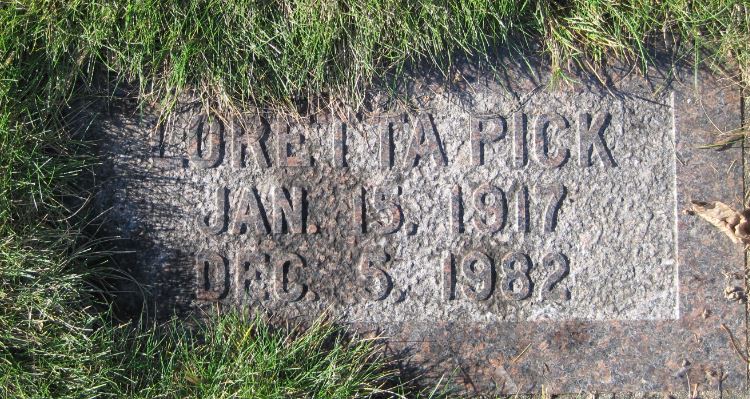 LORETTA PICK
JAN. 15, 1917
DEC. 5, 1982